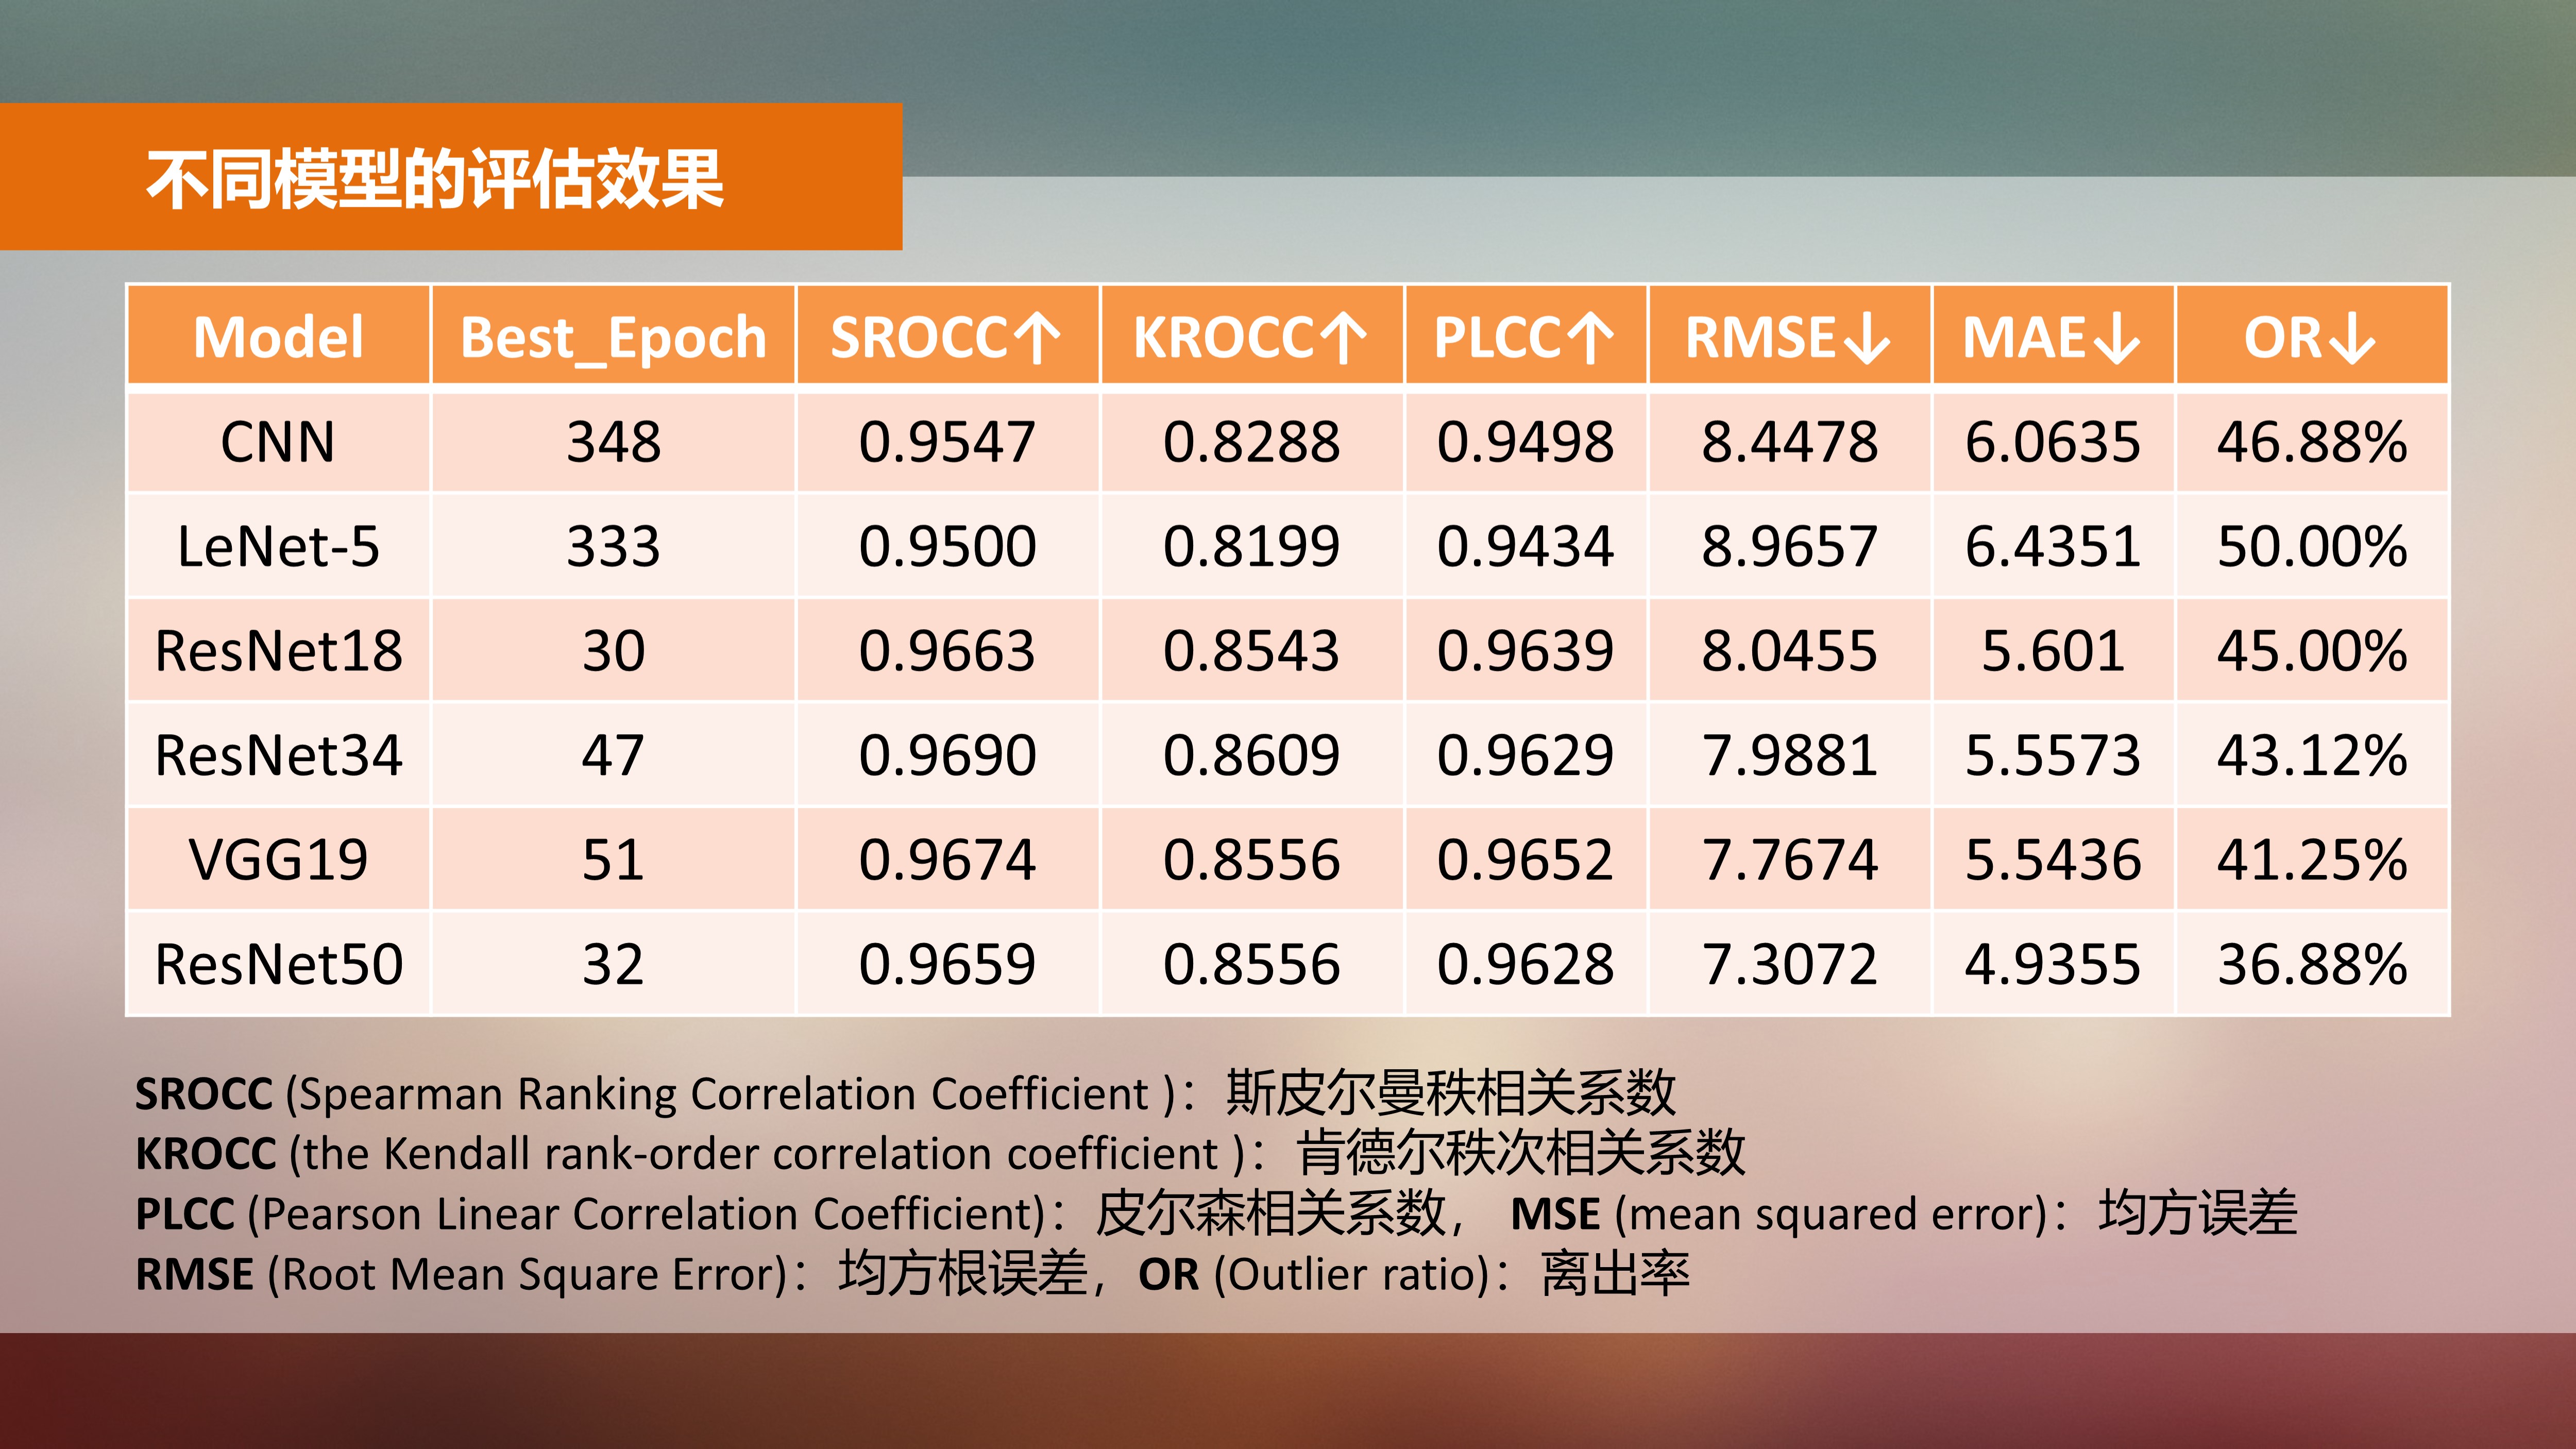 不同模型的评估效果
Model Best_Epoch SROCC↑ KROCC↑ PLCC↑ RMSE↓ MAE↓ OR↓
CNN 348 0.9547 0.8288 0.9498 8.4478 6.0635 46.88%
LeNet-5 333 0.9500 0.8199 0.9434 8.9657 6.4351 50.00%
ResNet18 30 0.9663 0.8543 0.9639 8.0455 5.601 45.00%
ResNet34 47 0.9690 0.8609 0.9629 7.9881 5.5573 43.12%
VGG19 51 0.9674 0.8556 0.9652 7.7674 5.5436 41.25%
ResNet50 32 0.9659 0.8556 0.9628 7.3072 4.9355 36.88%
SROCC (Spearman Ranking Correlation Coefficient )：斯皮尔曼秩相关系数
KROCC (the Kendall rank-order correlation coefficient )：肯德尔秩次相关系数
PLCC (Pearson Linear Correlation Coefficient)：皮尔森相关系数， MSE (mean squared error)：均方误差
RMSE (Root Mean Square Error)：均方根误差，OR (Outlier ratio)：离出率